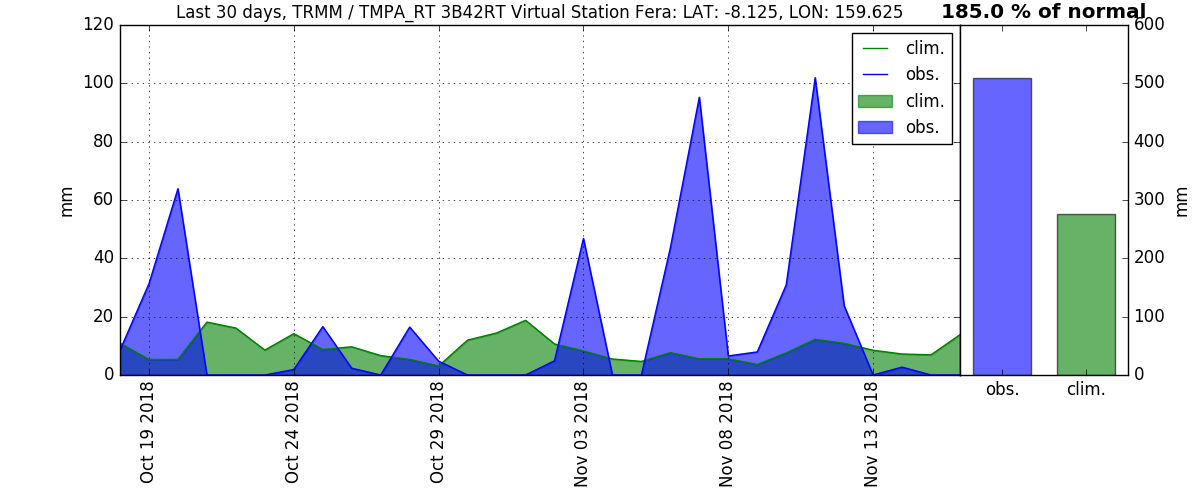 Last 30 days, TRMM / TMPA_RT 3B42RT Virtual Station Fera: LAT: -8.125, LON: 159.625
185.0 % of normal
120
100
80
60
40
20
0
mm
clim.
obs.
clim.
obs.
Oct 19 2018
Oct 24 2018
Oct 29 2018
Nov 03 2018
Nov 08 2018
Nov 13 2018
600
500
400
300
200
100
0
mm
obs.
clim.